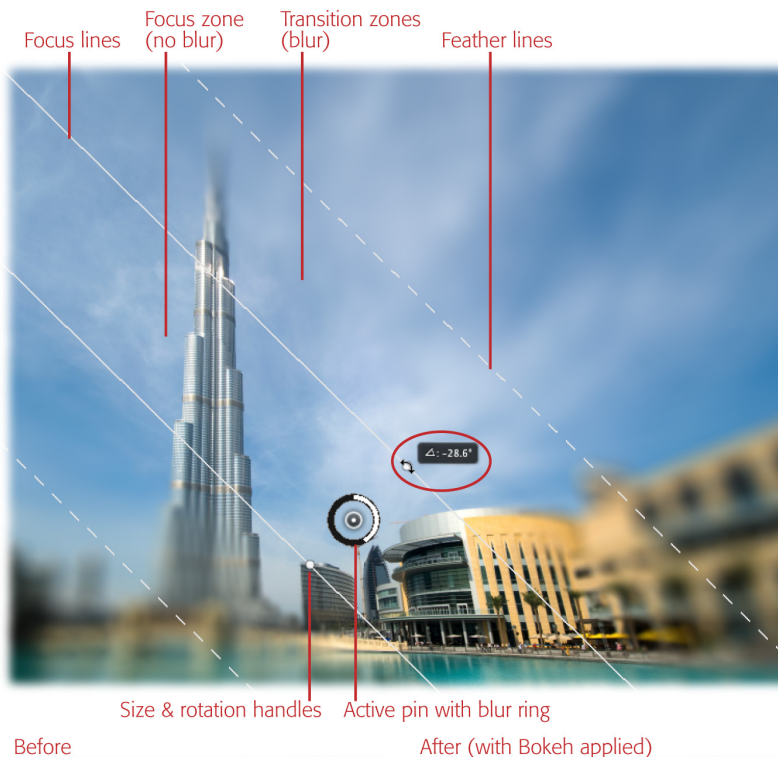 Focus lines
Focus zone
(no blur)
Transition zones
(blur)
Feather lines
∠: -28.6°
Size & rotation handles
Active pin with blur ring
Before
After (with Bokeh applied)